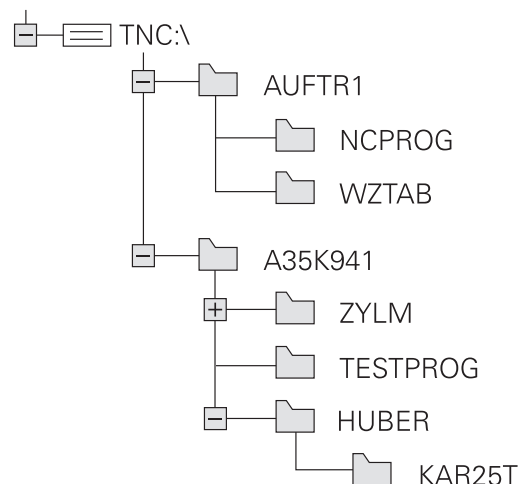 TNC:\
AUFTR1
NCPROG
WZTAB
A35K941
ZYLM
TESTPROG
HUBER
KAR25T